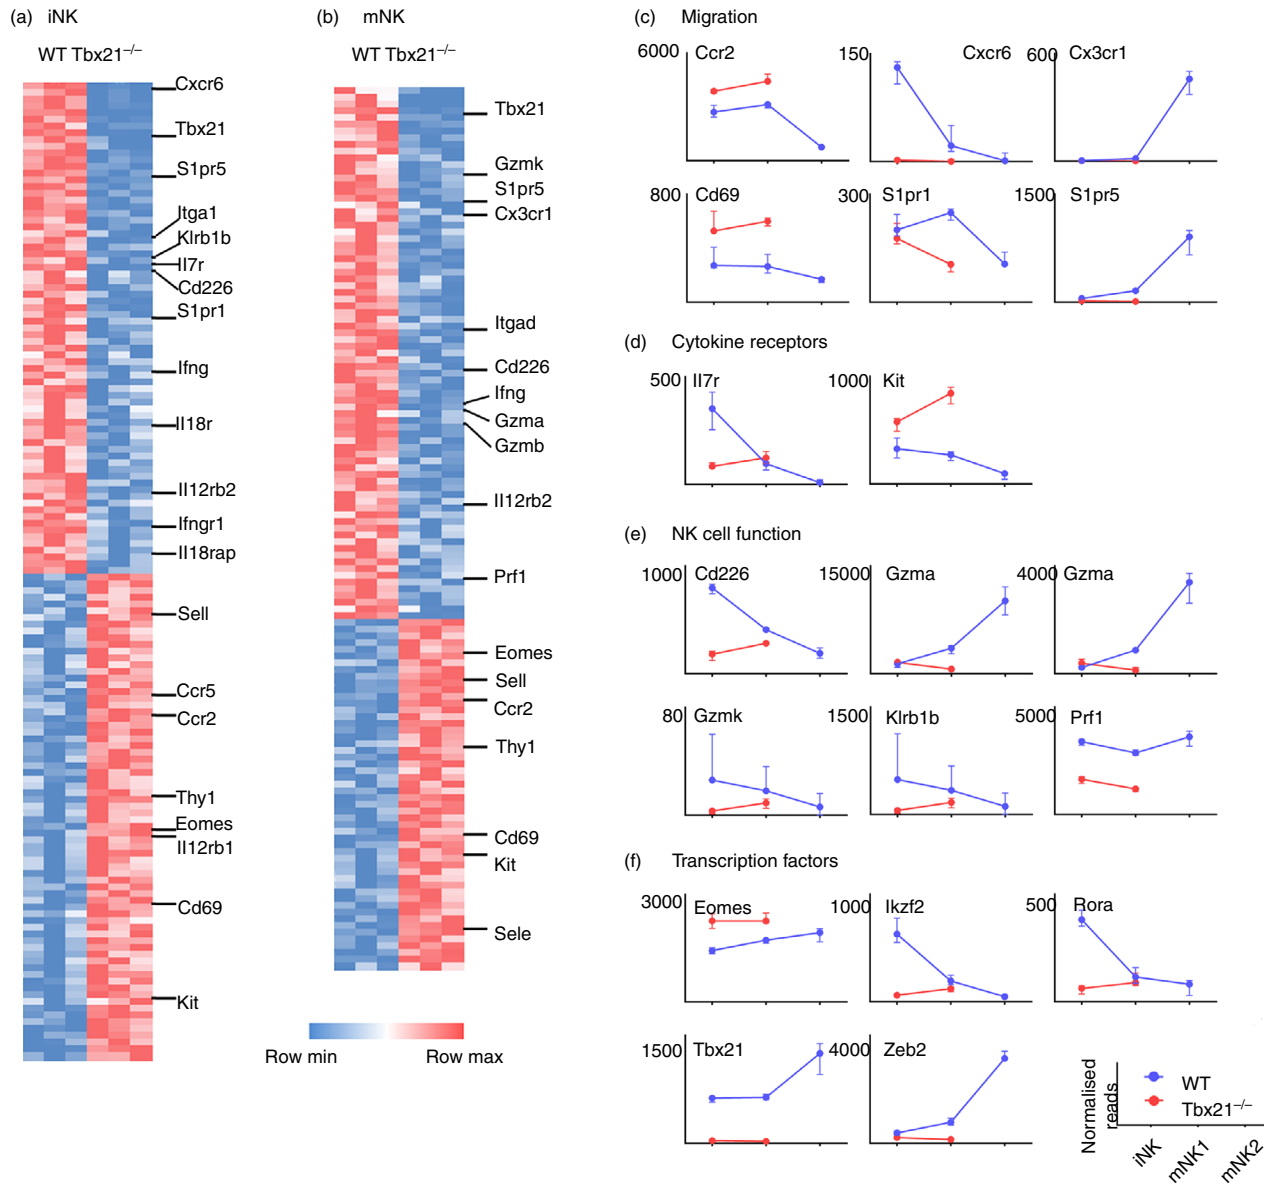 (a) iNK
WT Tbx21–/–
Cxcr6
Tbx21
S1pr5
Itga1
Klrb1b
Il7r
Cd226
S1pr1
Ifng
Il18r
Il12rb2
Ifngr1
Il18rap
Sell
Ccr5
Ccr2
Thy1
Eomes
Il12rb1
Cd69
Kit
(b) mNK
WT Tbx21–/–
Tbx21
Gzmk
S1pr5
Cx3cr1
Itgad
Cd226
Ifng
Gzma
Gzmb
Il12rb2
Prf1
Eomes
Sell
Ccr2
Thy1
Cd69
Kit
Sele
Row min Row max
(c) Migration
6000 Ccr2
150 Cxcr6
600 Cx3cr1
800 Cd69
300 S1pr1
1500 S1pr5
(d) Cytokine receptors
500 Il7r
1000 Kit
(e) NK cell function
1000 Cd226
15000 Gzma
4000 Gzma
80 Gzmk
1500 Klrb1b
5000 Prf1
(f) Transcription factors
3000 Eomes
1000 Ikzf2
500 Rora
1500 Tbx21
4000 Zeb2
Normalised
reads
WT
Tbx21–/–
iNK
mNK1
mNK2